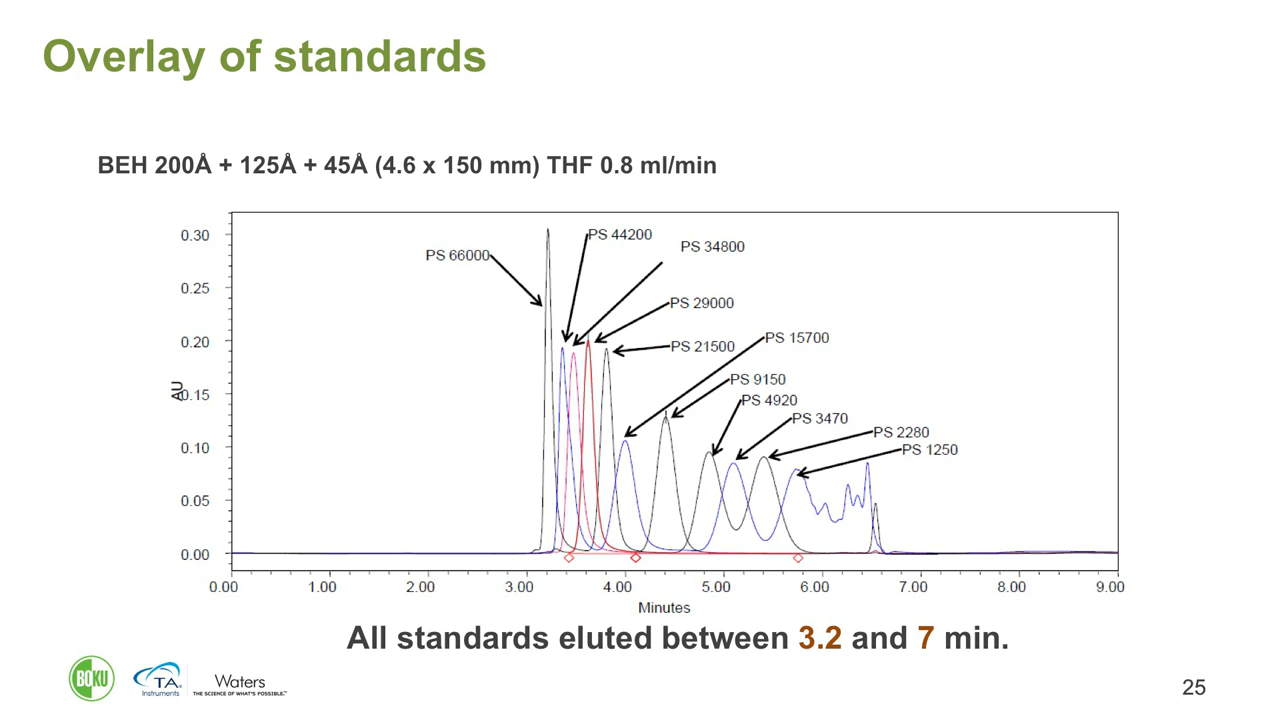 Overlay of standards
BEH 200Å + 125Å + 45Å (4.6 x 150 mm) THF 0.8 ml/min
PS 66000
PS 44200
PS 34800
PS 29000
PS 21500
PS 15700
PS 9150
PS 4920
PS 3470
PS 2280
PS 1250
AU
0.30
0.25
0.20
0.15
0.10
0.05
0.00
0.00 1.00 2.00 3.00 4.00 5.00 6.00 7.00 8.00 9.00
Minutes
All standards eluted between 3.2 and 7 min.
BOKU
TA
Instruments
Waters
THE SCIENCE OF WHAT'S POSSIBLE.™
25